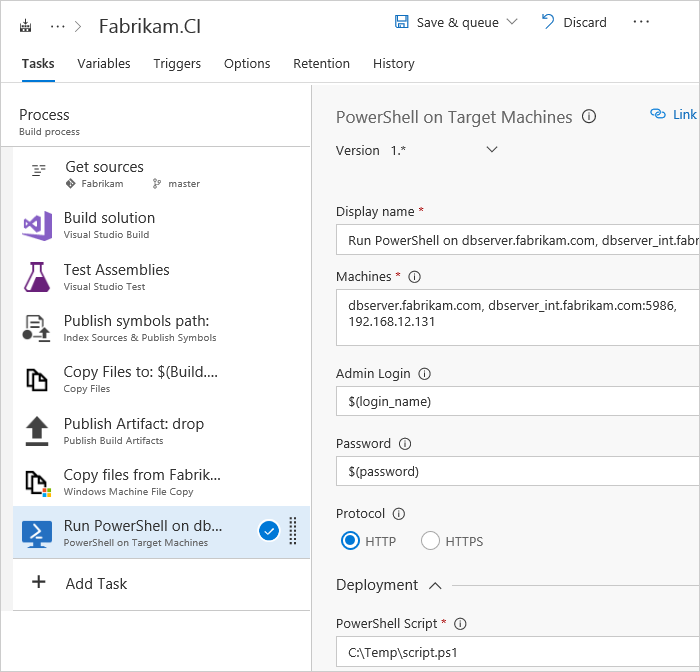 ··· > Fabrikam.CI
Save & queue
Discard
···
Tasks Variables Triggers Options Retention History
Process
Build process
Get sources
Fabrikam master
Build solution
Visual Studio Build
Test Assemblies
Visual Studio Test
Publish symbols path:
Index Sources & Publish Symbols
Copy Files to: $(Build....
Copy Files
Publish Artifact: drop
Publish Build Artifacts
Copy files from Fabrik...
Windows Machine File Copy
Run PowerShell on db...
PowerShell on Target Machines
+ Add Task
PowerShell on Target Machines
Link
Version 1.*
Display name *
Run PowerShell on dbserver.fabrikam.com, dbserver_int.fabr
Machines *
dbserver.fabrikam.com, dbserver_int.fabrikam.com:5986,
192.168.12.131
Admin Login
$(login_name)
Password
$(password)
Protocol
HTTP HTTPS
Deployment
PowerShell Script *
C:\Temp\script.ps1